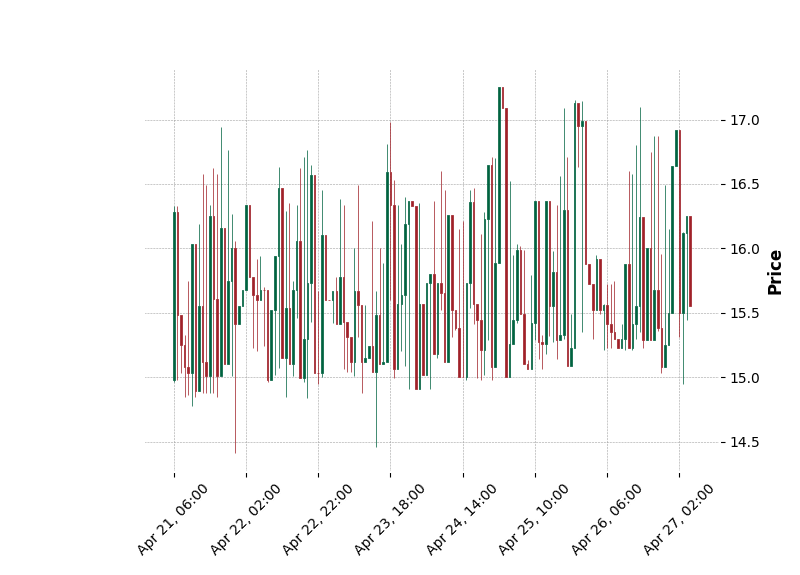 17.0
16.5
16.0
15.5
15.0
14.5
Price
Apr 21, 06:00
Apr 22, 02:00
Apr 22, 22:00
Apr 23, 18:00
Apr 24, 14:00
Apr 25, 10:00
Apr 26, 06:00
Apr 27, 02:00